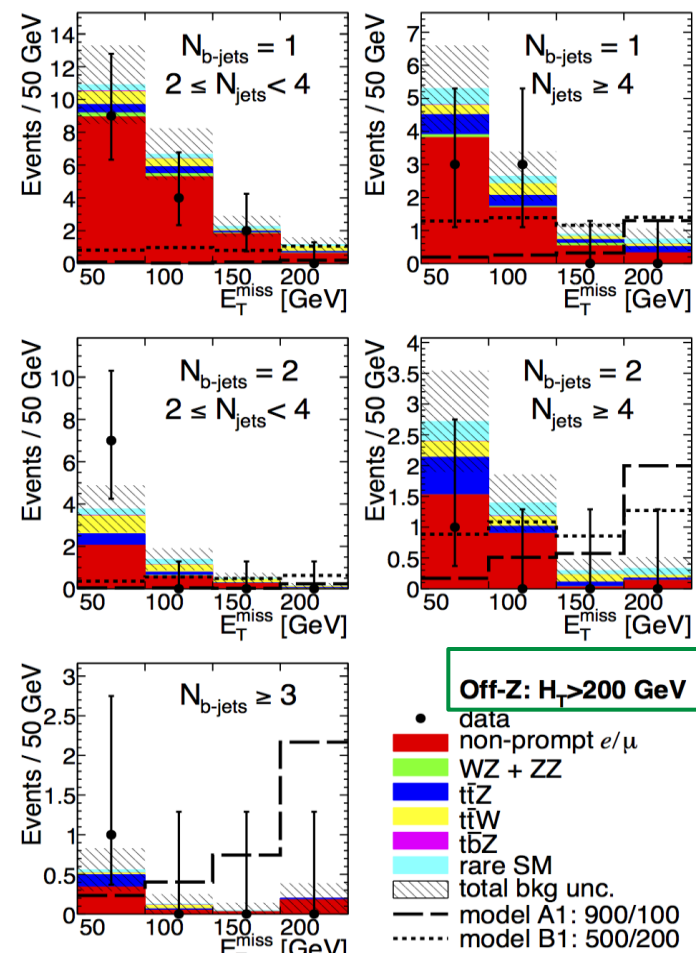 Events / 50 GeV
14
12
10
8
6
4
2
0
N_b-jets = 1
2 ≤ N_jets < 4
50 100 150 200
E_T^miss [GeV]
Events / 50 GeV
7
6
5
4
3
2
1
0
N_b-jets = 1
N_jets ≥ 4
50 100 150 200
E_T^miss [GeV]
Events / 50 GeV
10
8
6
4
2
0
N_b-jets = 2
2 ≤ N_jets < 4
50 100 150 200
E_T^miss [GeV]
Events / 50 GeV
4
3.5
3
2.5
2
1.5
1
0.5
0
N_b-jets = 2
N_jets ≥ 4
50 100 150 200
E_T^miss [GeV]
Events / 50 GeV
3
2.5
2
1.5
1
0.5
0
N_b-jets ≥ 3
50 100 150 200
E_T^miss [GeV]
Off-Z: H_T>200 GeV
data
non-prompt e/μ
WZ + ZZ
tt̄Z
tt̄W
tb̄Z
rare SM
total bkg unc.
model A1: 900/100
model B1: 500/200